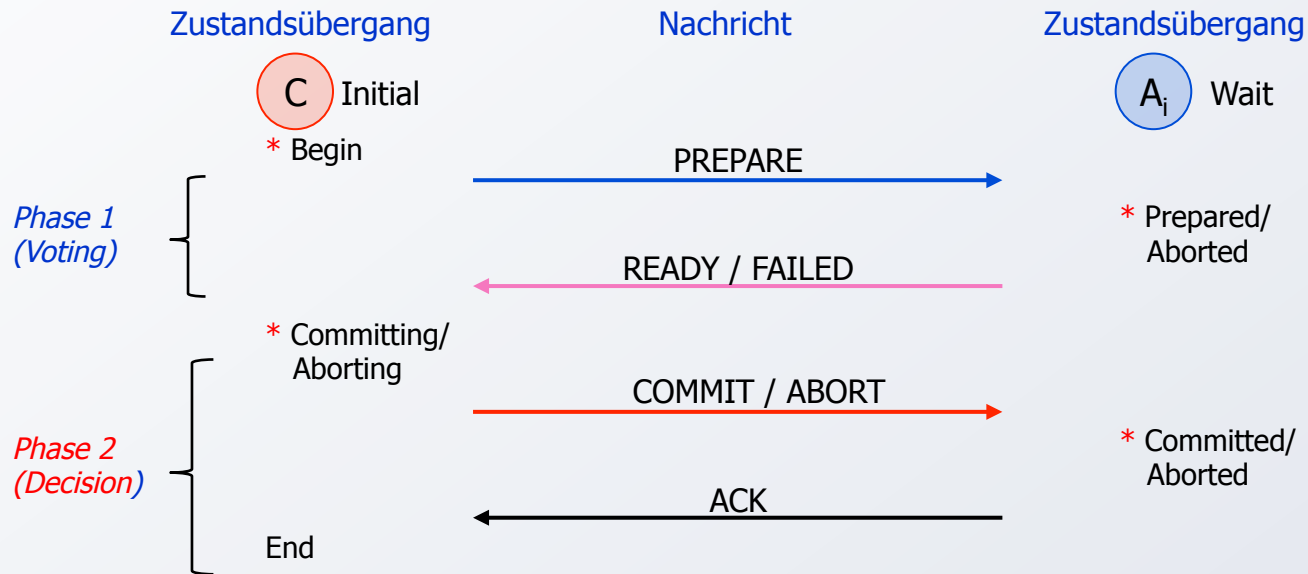 Zustandsübergang Nachricht Zustandsübergang
C Initial Ai Wait
* Begin
PREPARE
Phase 1
(Voting)
* Prepared/
Aborted
READY / FAILED
* Committing/
Aborting
COMMIT / ABORT
Phase 2
(Decision)
* Committed/
Aborted
ACK
End